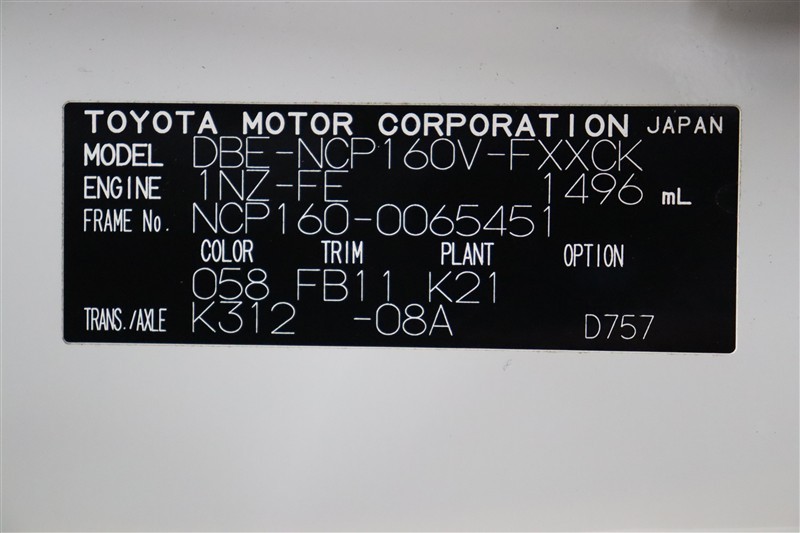 TOYOTA MOTOR CORPORATION JAPAN
MODEL DBE-NCP160V-FXXCK
ENGINE 1NZ-FE 1496 mL
FRAME No. NCP160-0065451
COLOR TRIM PLANT OPTION
058 FB11 K21
TRANS./AXLE K312 -08A D757